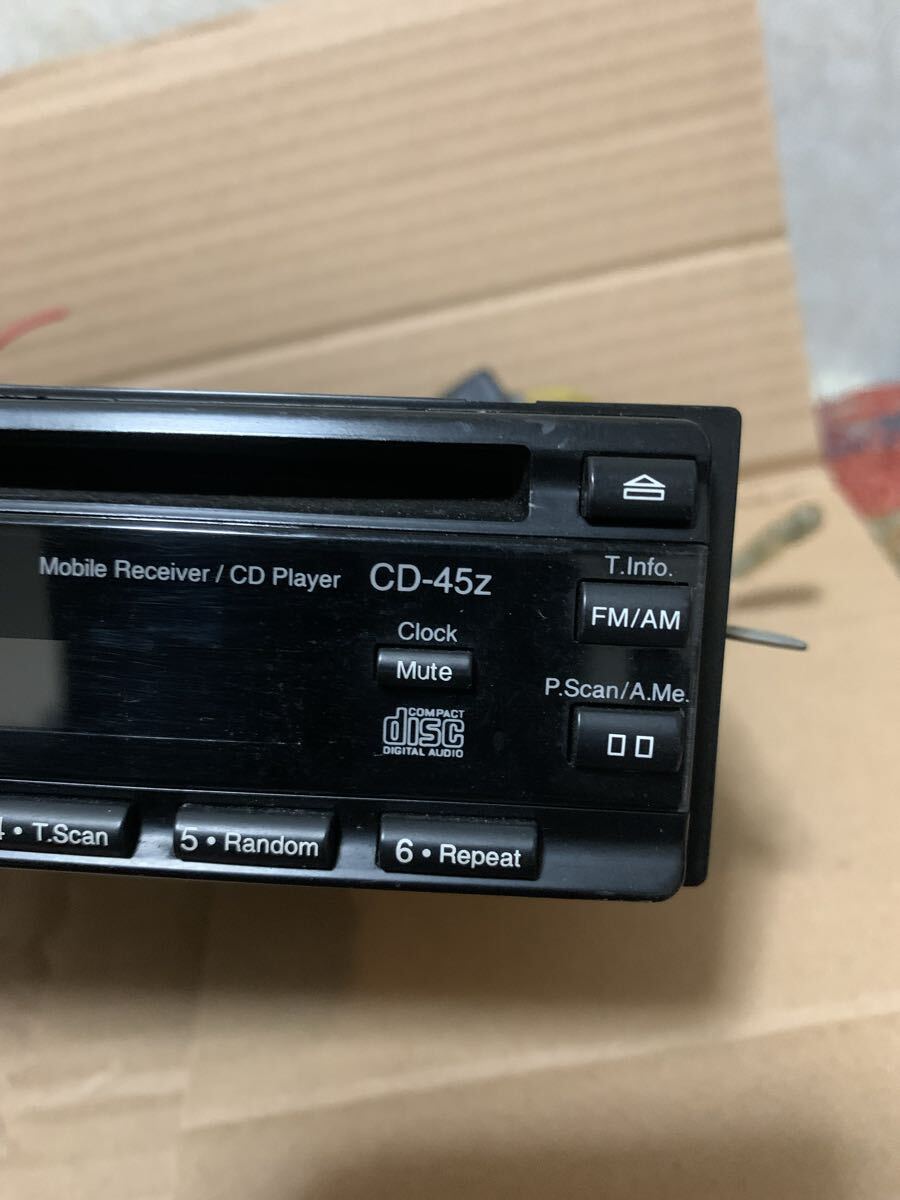 Mobile Receiver / CD Player CD-45z
T.Info.
FM/AM
Clock
Mute
P.Scan/A.Me.
COMPACT
disc
DIGITAL AUDIO
4 • T.Scan
5 • Random
6 • Repeat